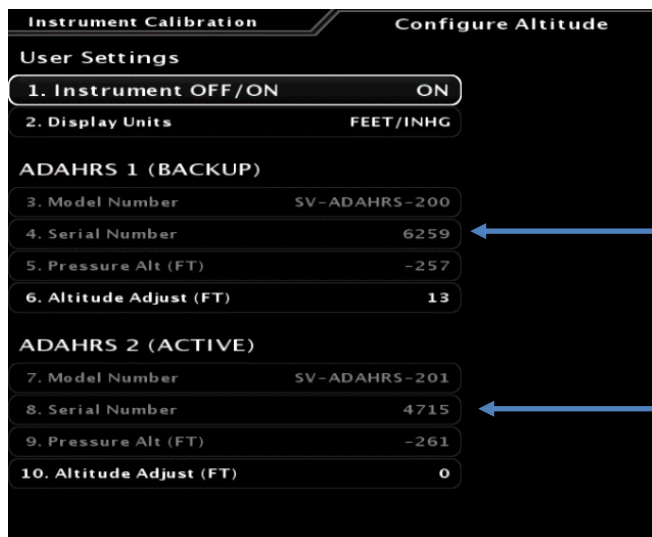 Instrument Calibration
Configure Altitude
User Settings
1. Instrument OFF/ON ON
2. Display Units FEET/INHG
ADAHRS 1 (BACKUP)
3. Model Number SV-ADAHRS-200
4. Serial Number 6259
5. Pressure Alt (FT) -257
6. Altitude Adjust (FT) 13
ADAHRS 2 (ACTIVE)
7. Model Number SV-ADAHRS-201
8. Serial Number 4715
9. Pressure Alt (FT) -261
10. Altitude Adjust (FT) 0